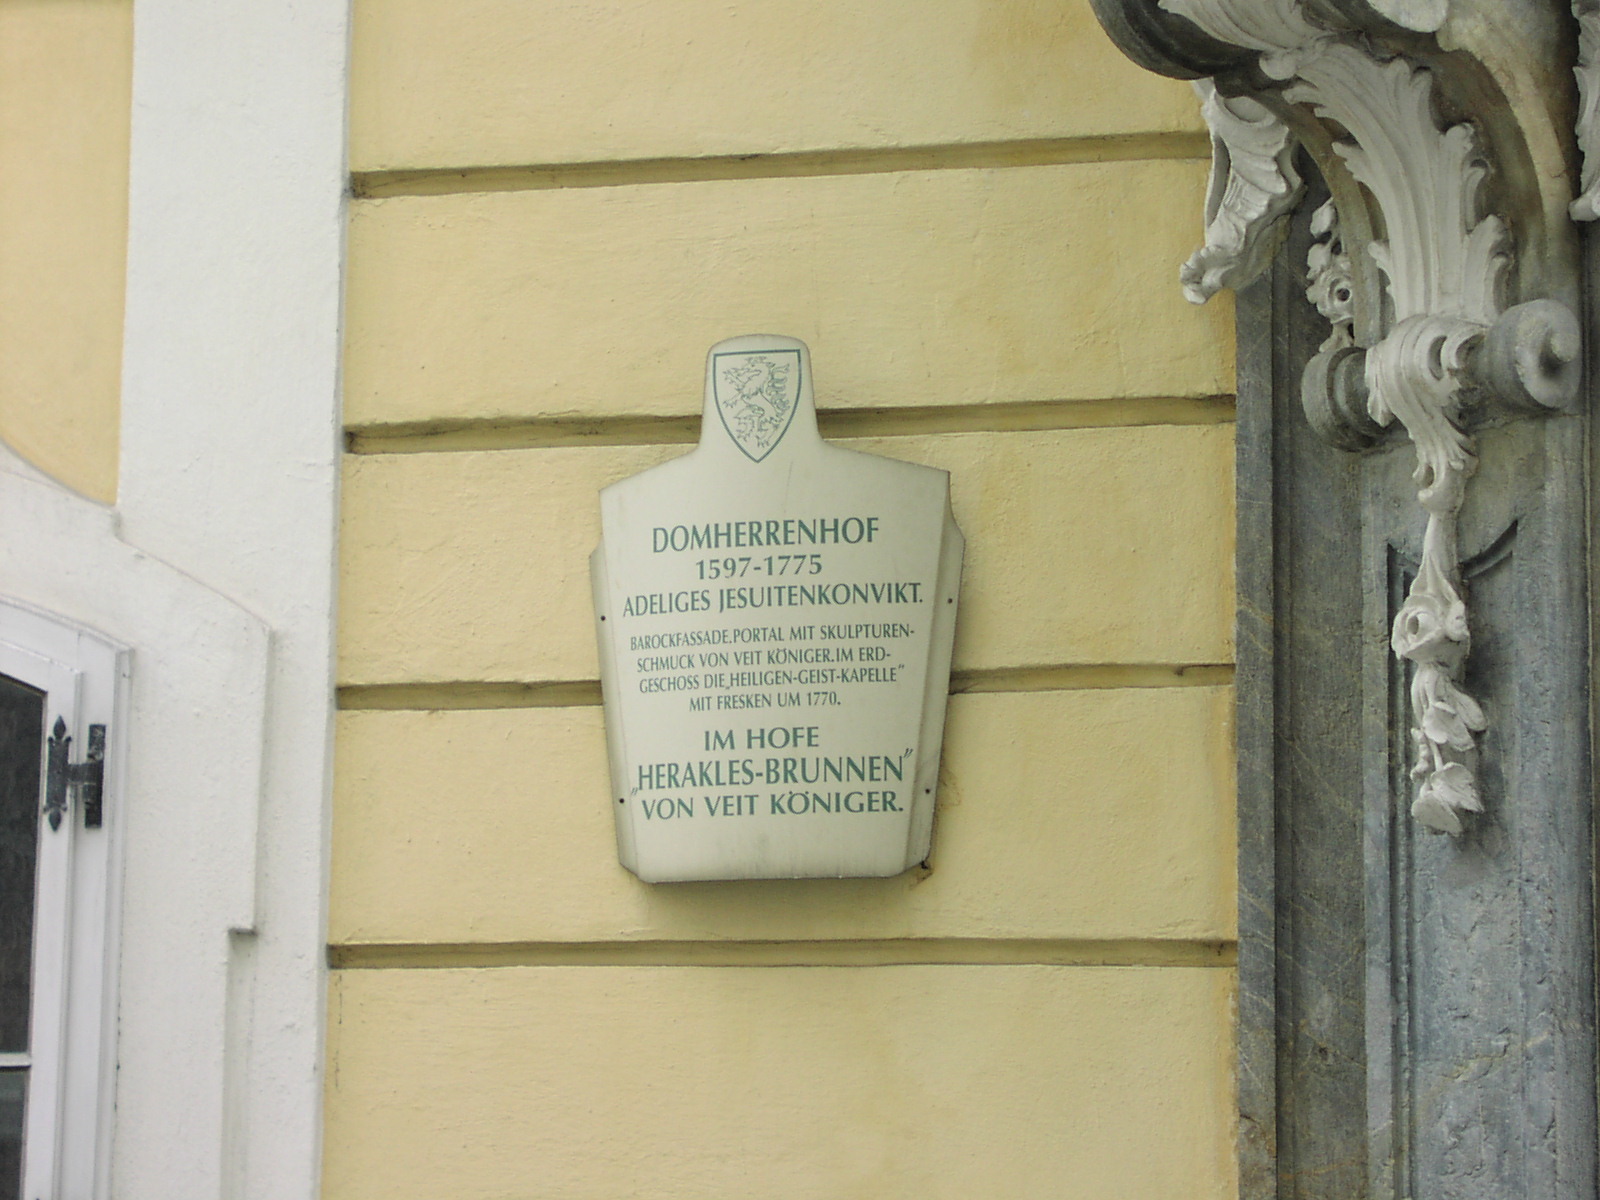 DOMHERRENHOF
1597-1775
ADELIGES JESUITENKONVIKT.
BAROCKFASSADE.PORTAL MIT SKULPTUREN-
SCHMUCK VON VEIT KÖNIGER.IM ERD-
GESCHOSS DIE „HEILIGEN-GEIST-KAPELLE"
MIT FRESKEN UM 1770.
IM HOFE
„HERAKLES-BRUNNEN"
VON VEIT KÖNIGER.